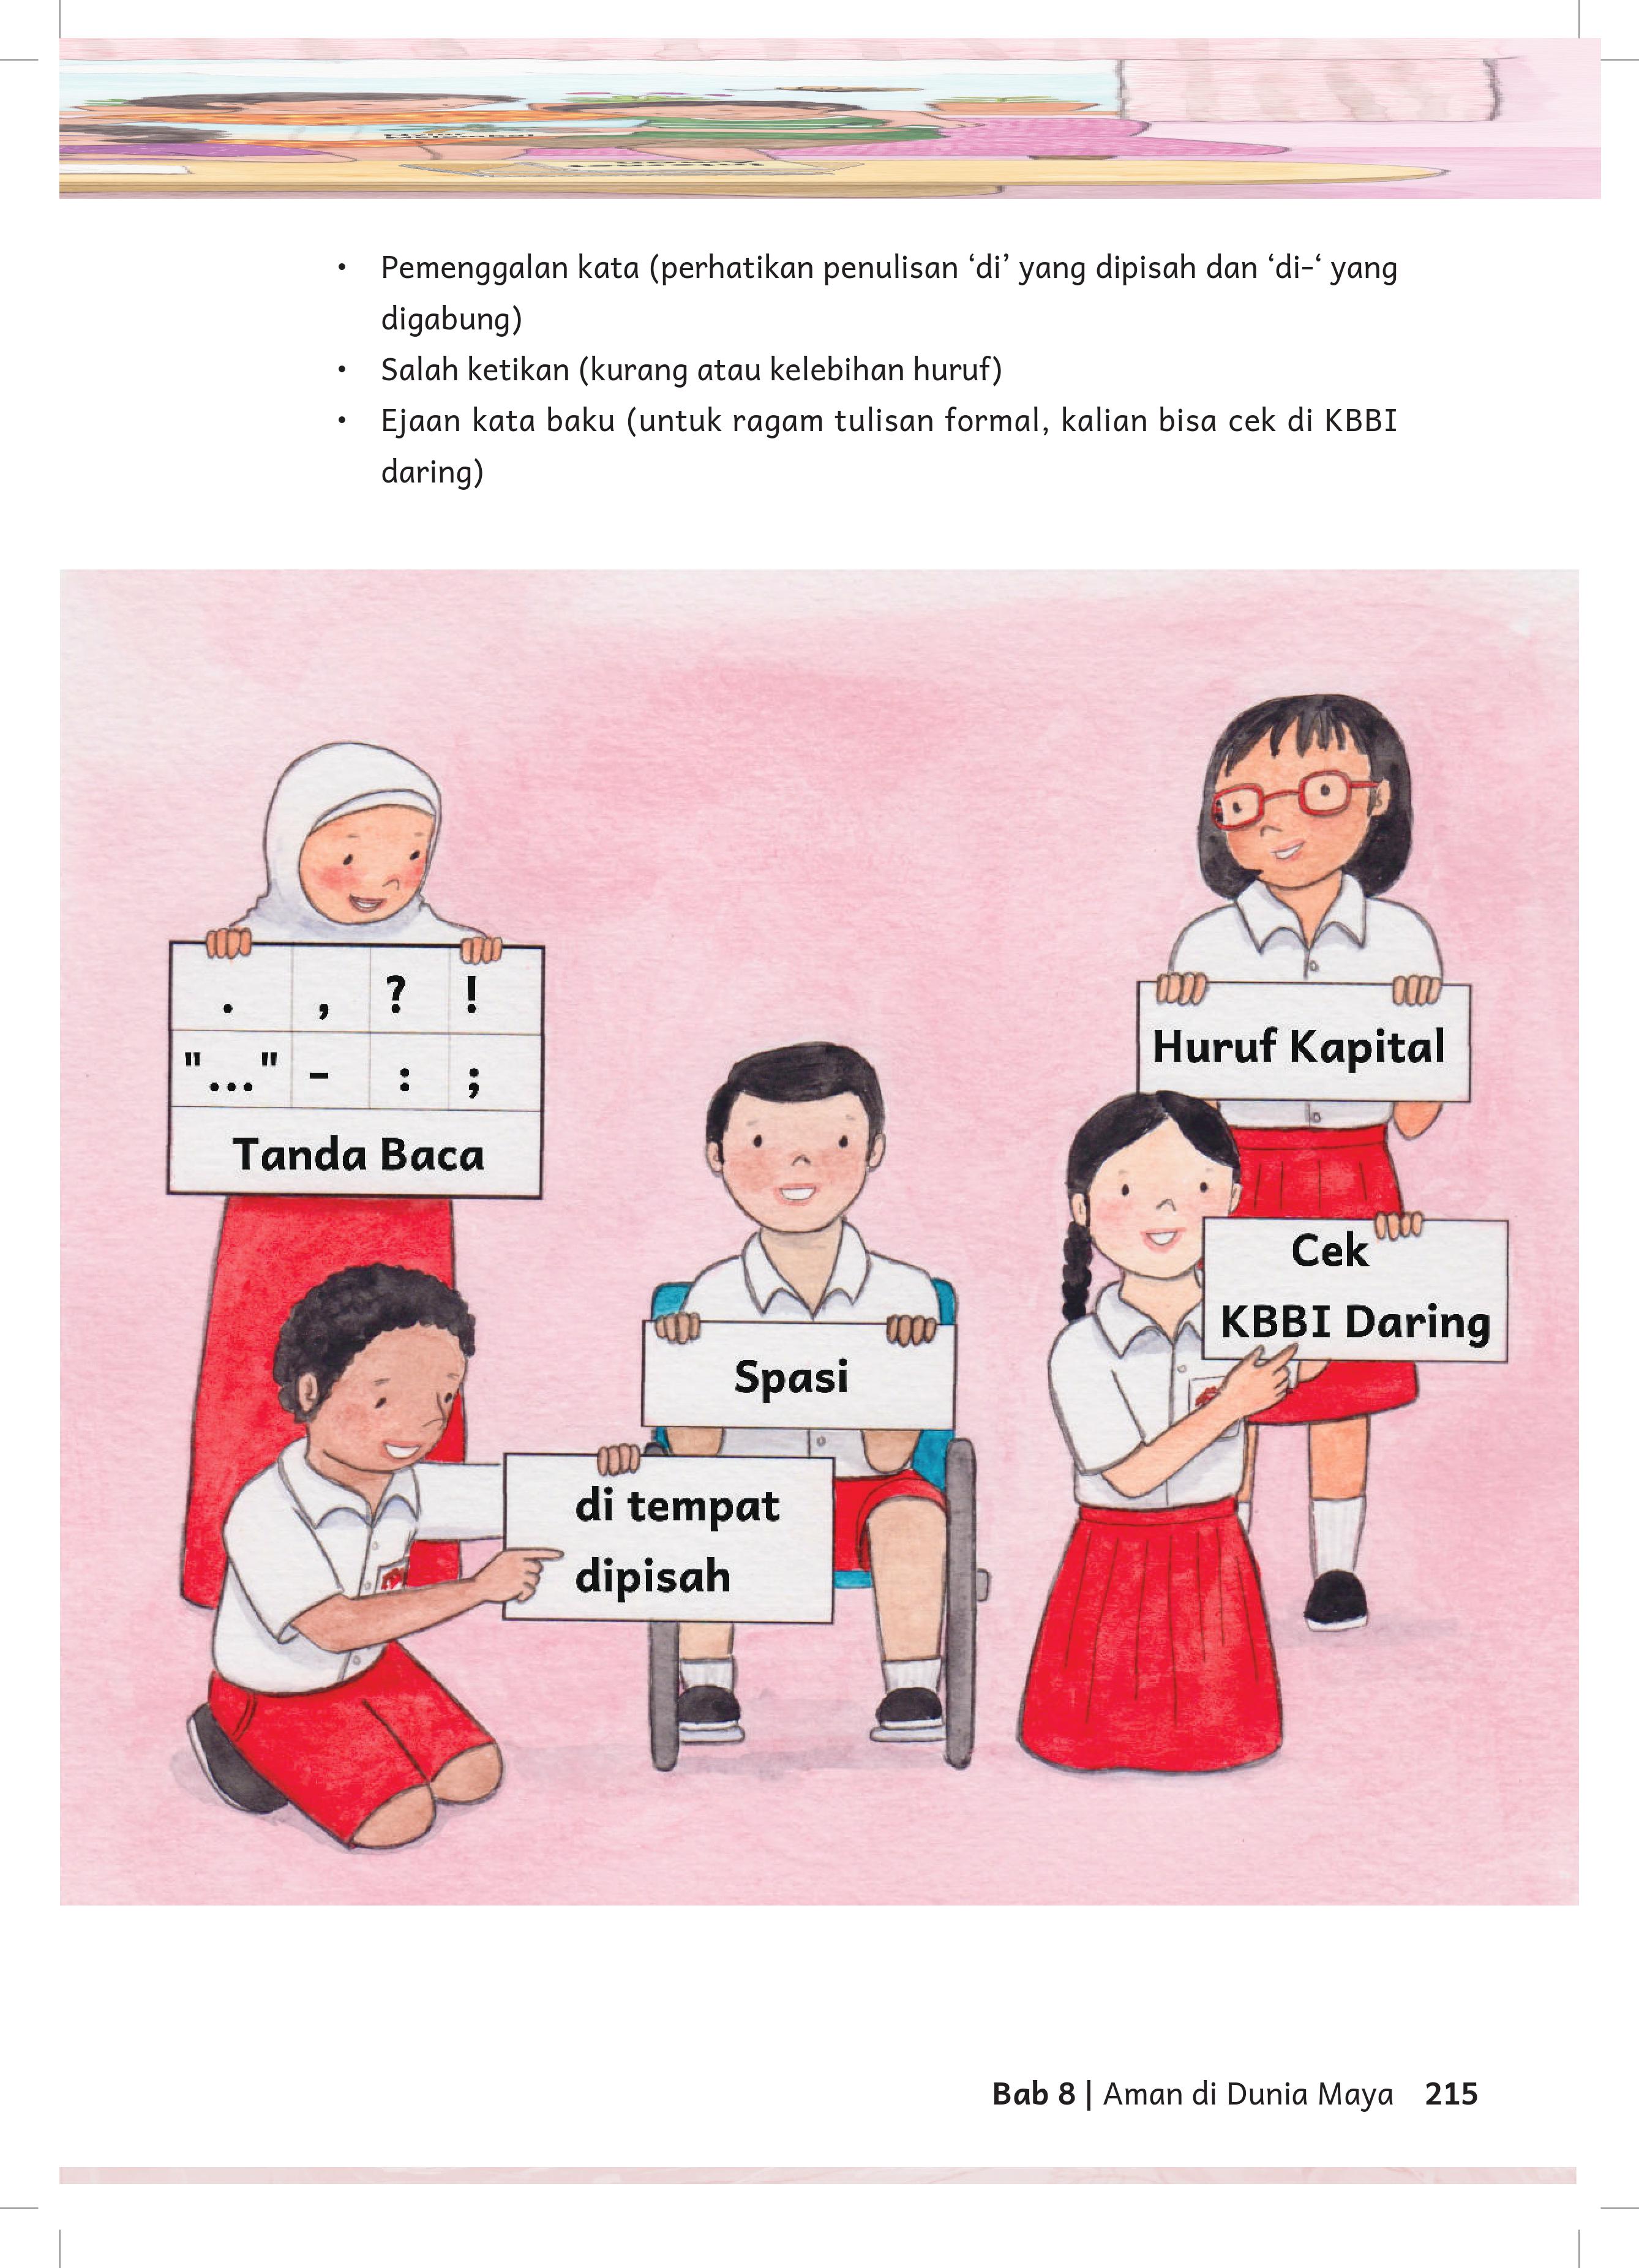 • Pemenggalan kata (perhatikan penulisan ‘di’ yang dipisah dan ‘di-‘ yang
digabung)
• Salah ketikan (kurang atau kelebihan huruf)
• Ejaan kata baku (untuk ragam tulisan formal, kalian bisa cek di KBBI
daring)
. , ? !
"..." - : ;
Tanda Baca
Huruf Kapital
Cek
KBBI Daring
Spasi
di tempat
dipisah
Bab 8 | Aman di Dunia Maya 215